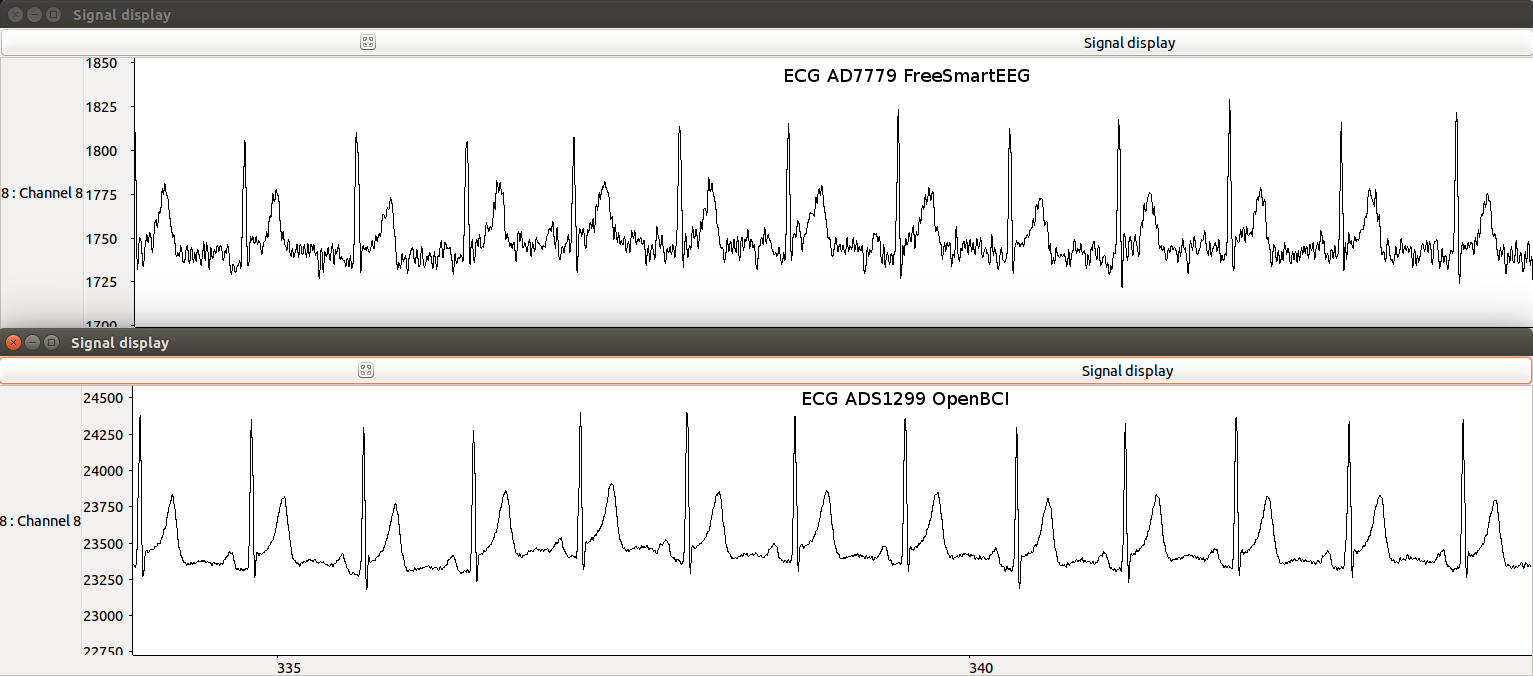 Signal display
Signal display
ECG AD7779 FreeSmartEEG
1850
1825
1800
8 : Channel 8
1775
1750
1725
1700
Signal display
Signal display
ECG ADS1299 OpenBCI
24500
24250
24000
23750
8 : Channel 8
23500
23250
23000
22750
335 340